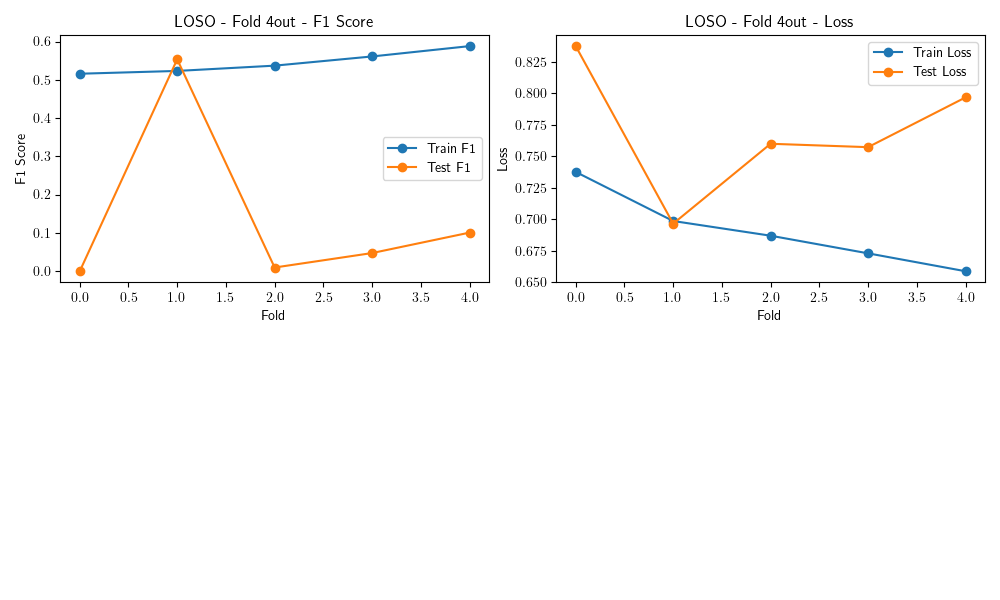 LOSO - Fold 4out - F1 Score
F1 Score
0.6
0.5
0.4
0.3
0.2
0.1
0.0
Train F1
Test F1
0.0 0.5 1.0 1.5 2.0 2.5 3.0 3.5 4.0
Fold
LOSO - Fold 4out - Loss
Loss
0.825
0.800
0.775
0.750
0.725
0.700
0.675
0.650
Train Loss
Test Loss
0.0 0.5 1.0 1.5 2.0 2.5 3.0 3.5 4.0
Fold